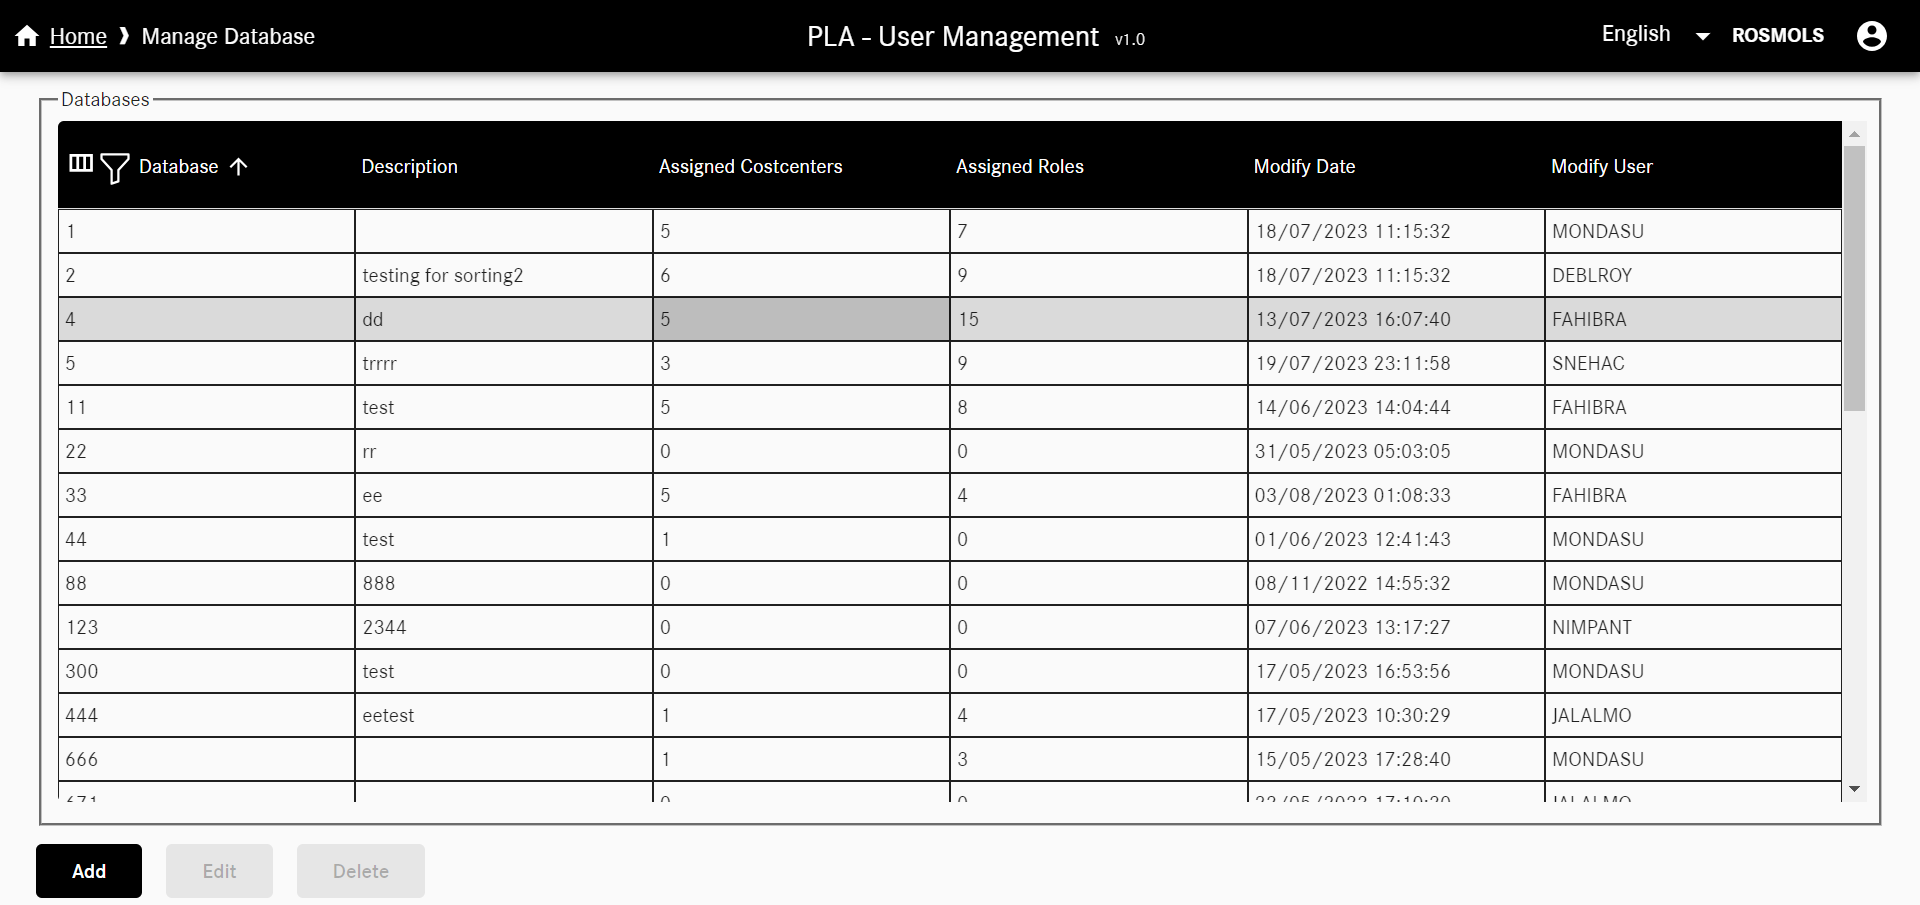 Home ❱ Manage Database
PLA - User Management v1.0
English ROSMOLS
Databases
Database Description Assigned Costcenters Assigned Roles Modify Date Modify User
1 5 7 18/07/2023 11:15:32 MONDASU
2 testing for sorting2 6 9 18/07/2023 11:15:32 DEBLROY
4 dd 5 15 13/07/2023 16:07:40 FAHIBRA
5 trrrr 3 9 19/07/2023 23:11:58 SNEHAC
11 test 5 8 14/06/2023 14:04:44 FAHIBRA
22 rr 0 0 31/05/2023 05:03:05 MONDASU
33 ee 5 4 03/08/2023 01:08:33 FAHIBRA
44 test 1 0 01/06/2023 12:41:43 MONDASU
88 888 0 0 08/11/2022 14:55:32 MONDASU
123 2344 0 0 07/06/2023 13:17:27 NIMPANT
300 test 0 0 17/05/2023 16:53:56 MONDASU
444 eetest 1 4 17/05/2023 10:30:29 JALALMO
666 1 3 15/05/2023 17:28:40 MONDASU
Add Edit Delete